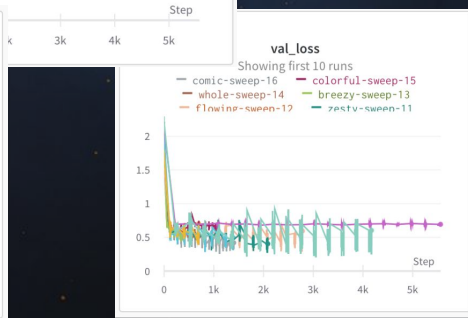 Step
k 3k 4k 5k
val_loss
Showing first 10 runs
comic-sweep-16 colorful-sweep-15
whole-sweep-14 breezy-sweep-13
flowing-sweep-12 zesty-sweep-11
2
1.5
1
0.5
0
Step
0 1k 2k 3k 4k 5k